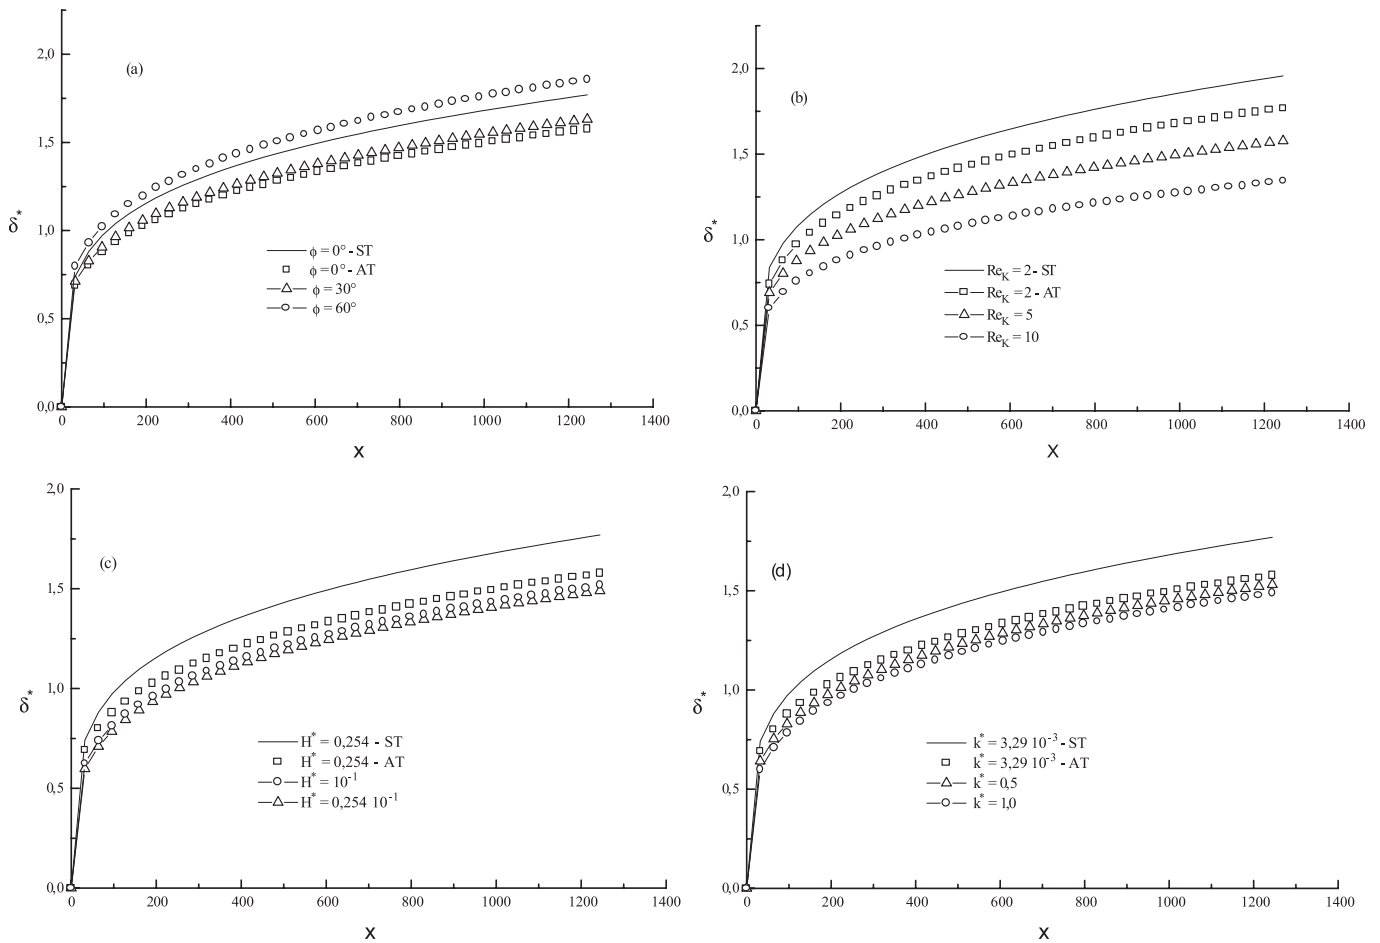 (a)
δ*
2,0
1,5
1,0
0,5
0,0
ϕ = 0° - ST
ϕ = 0° - AT
ϕ = 30°
ϕ = 60°
0 200 400 600 800 1000 1200 1400
X
(b)
δ*
2,0
1,5
1,0
0,5
0,0
Re_K = 2 - ST
Re_K = 2 - AT
Re_K = 5
Re_K = 10
0 200 400 600 800 1000 1200 1400
X
(c)
δ*
2,0
1,5
1,0
0,5
0,0
H* = 0,254 - ST
H* = 0,254 - AT
H* = 10⁻¹
H* = 0,254 10⁻¹
0 200 400 600 800 1000 1200 1400
X
(d)
δ*
2,0
1,5
1,0
0,5
0,0
k* = 3,29 10⁻³ - ST
k* = 3,29 10⁻³ - AT
k* = 0,5
k* = 1,0
0 200 400 600 800 1000 1200 1400
X